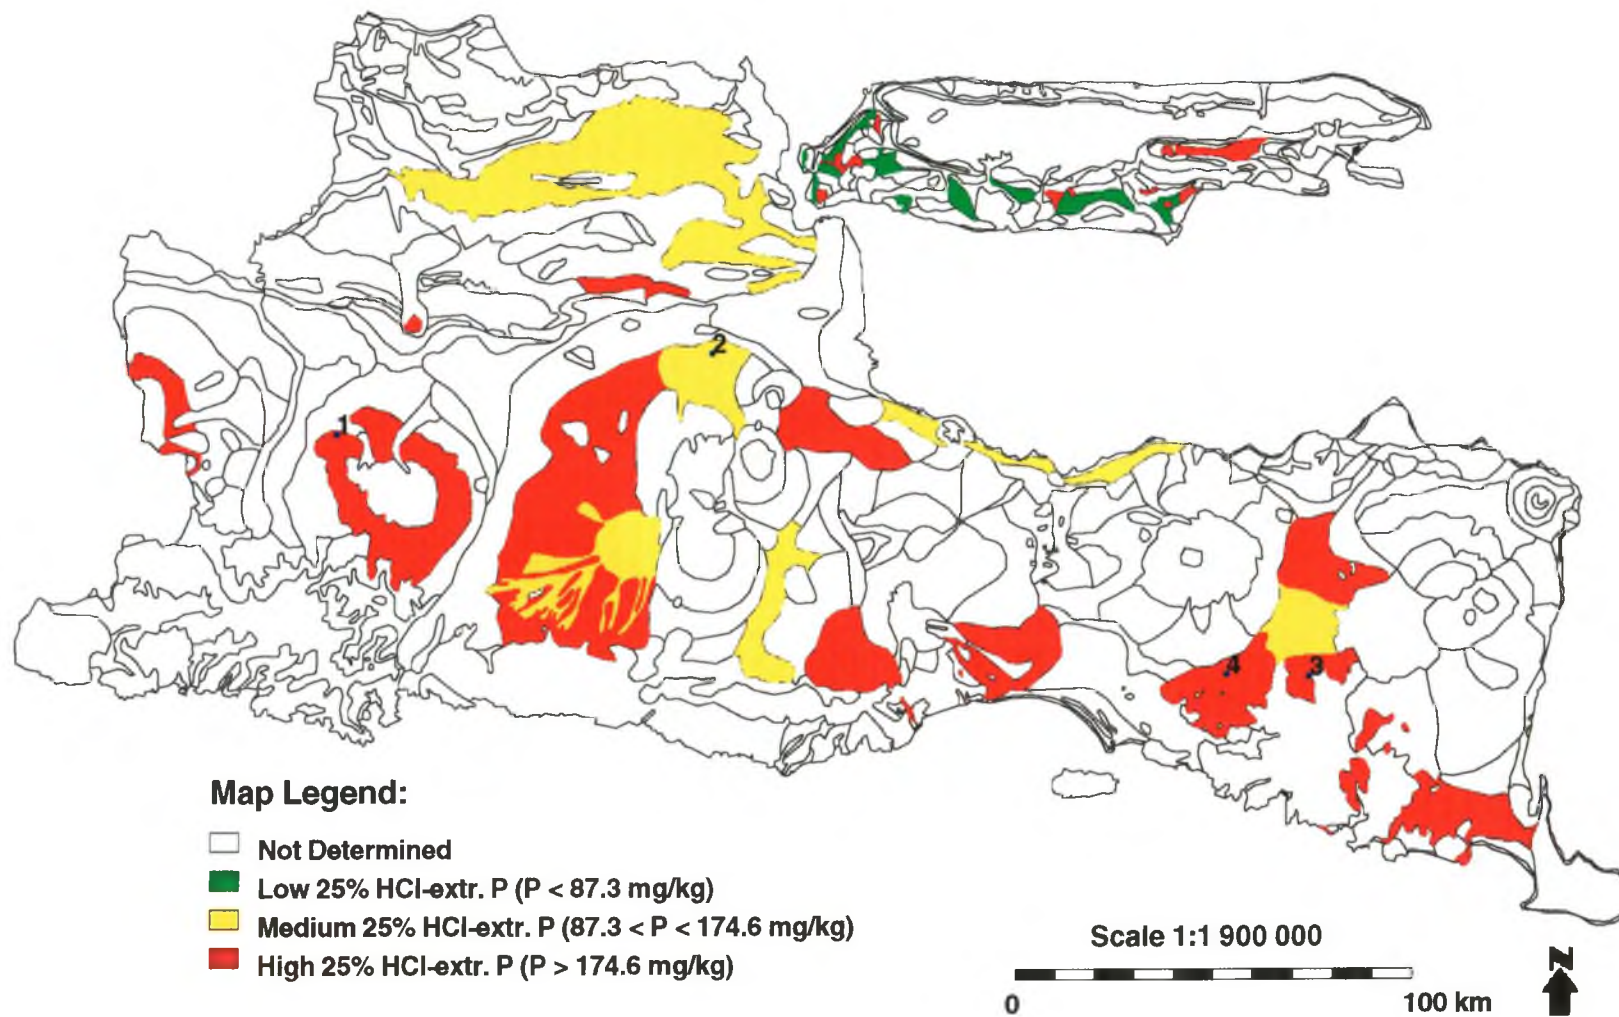 2
1
4
3
Map Legend:
Not Determined
Low 25% HCl-extr. P (P < 87.3 mg/kg)
Medium 25% HCl-extr. P (87.3 < P < 174.6 mg/kg)
High 25% HCl-extr. P (P > 174.6 mg/kg)
Scale 1:1 900 000
0
100 km
N